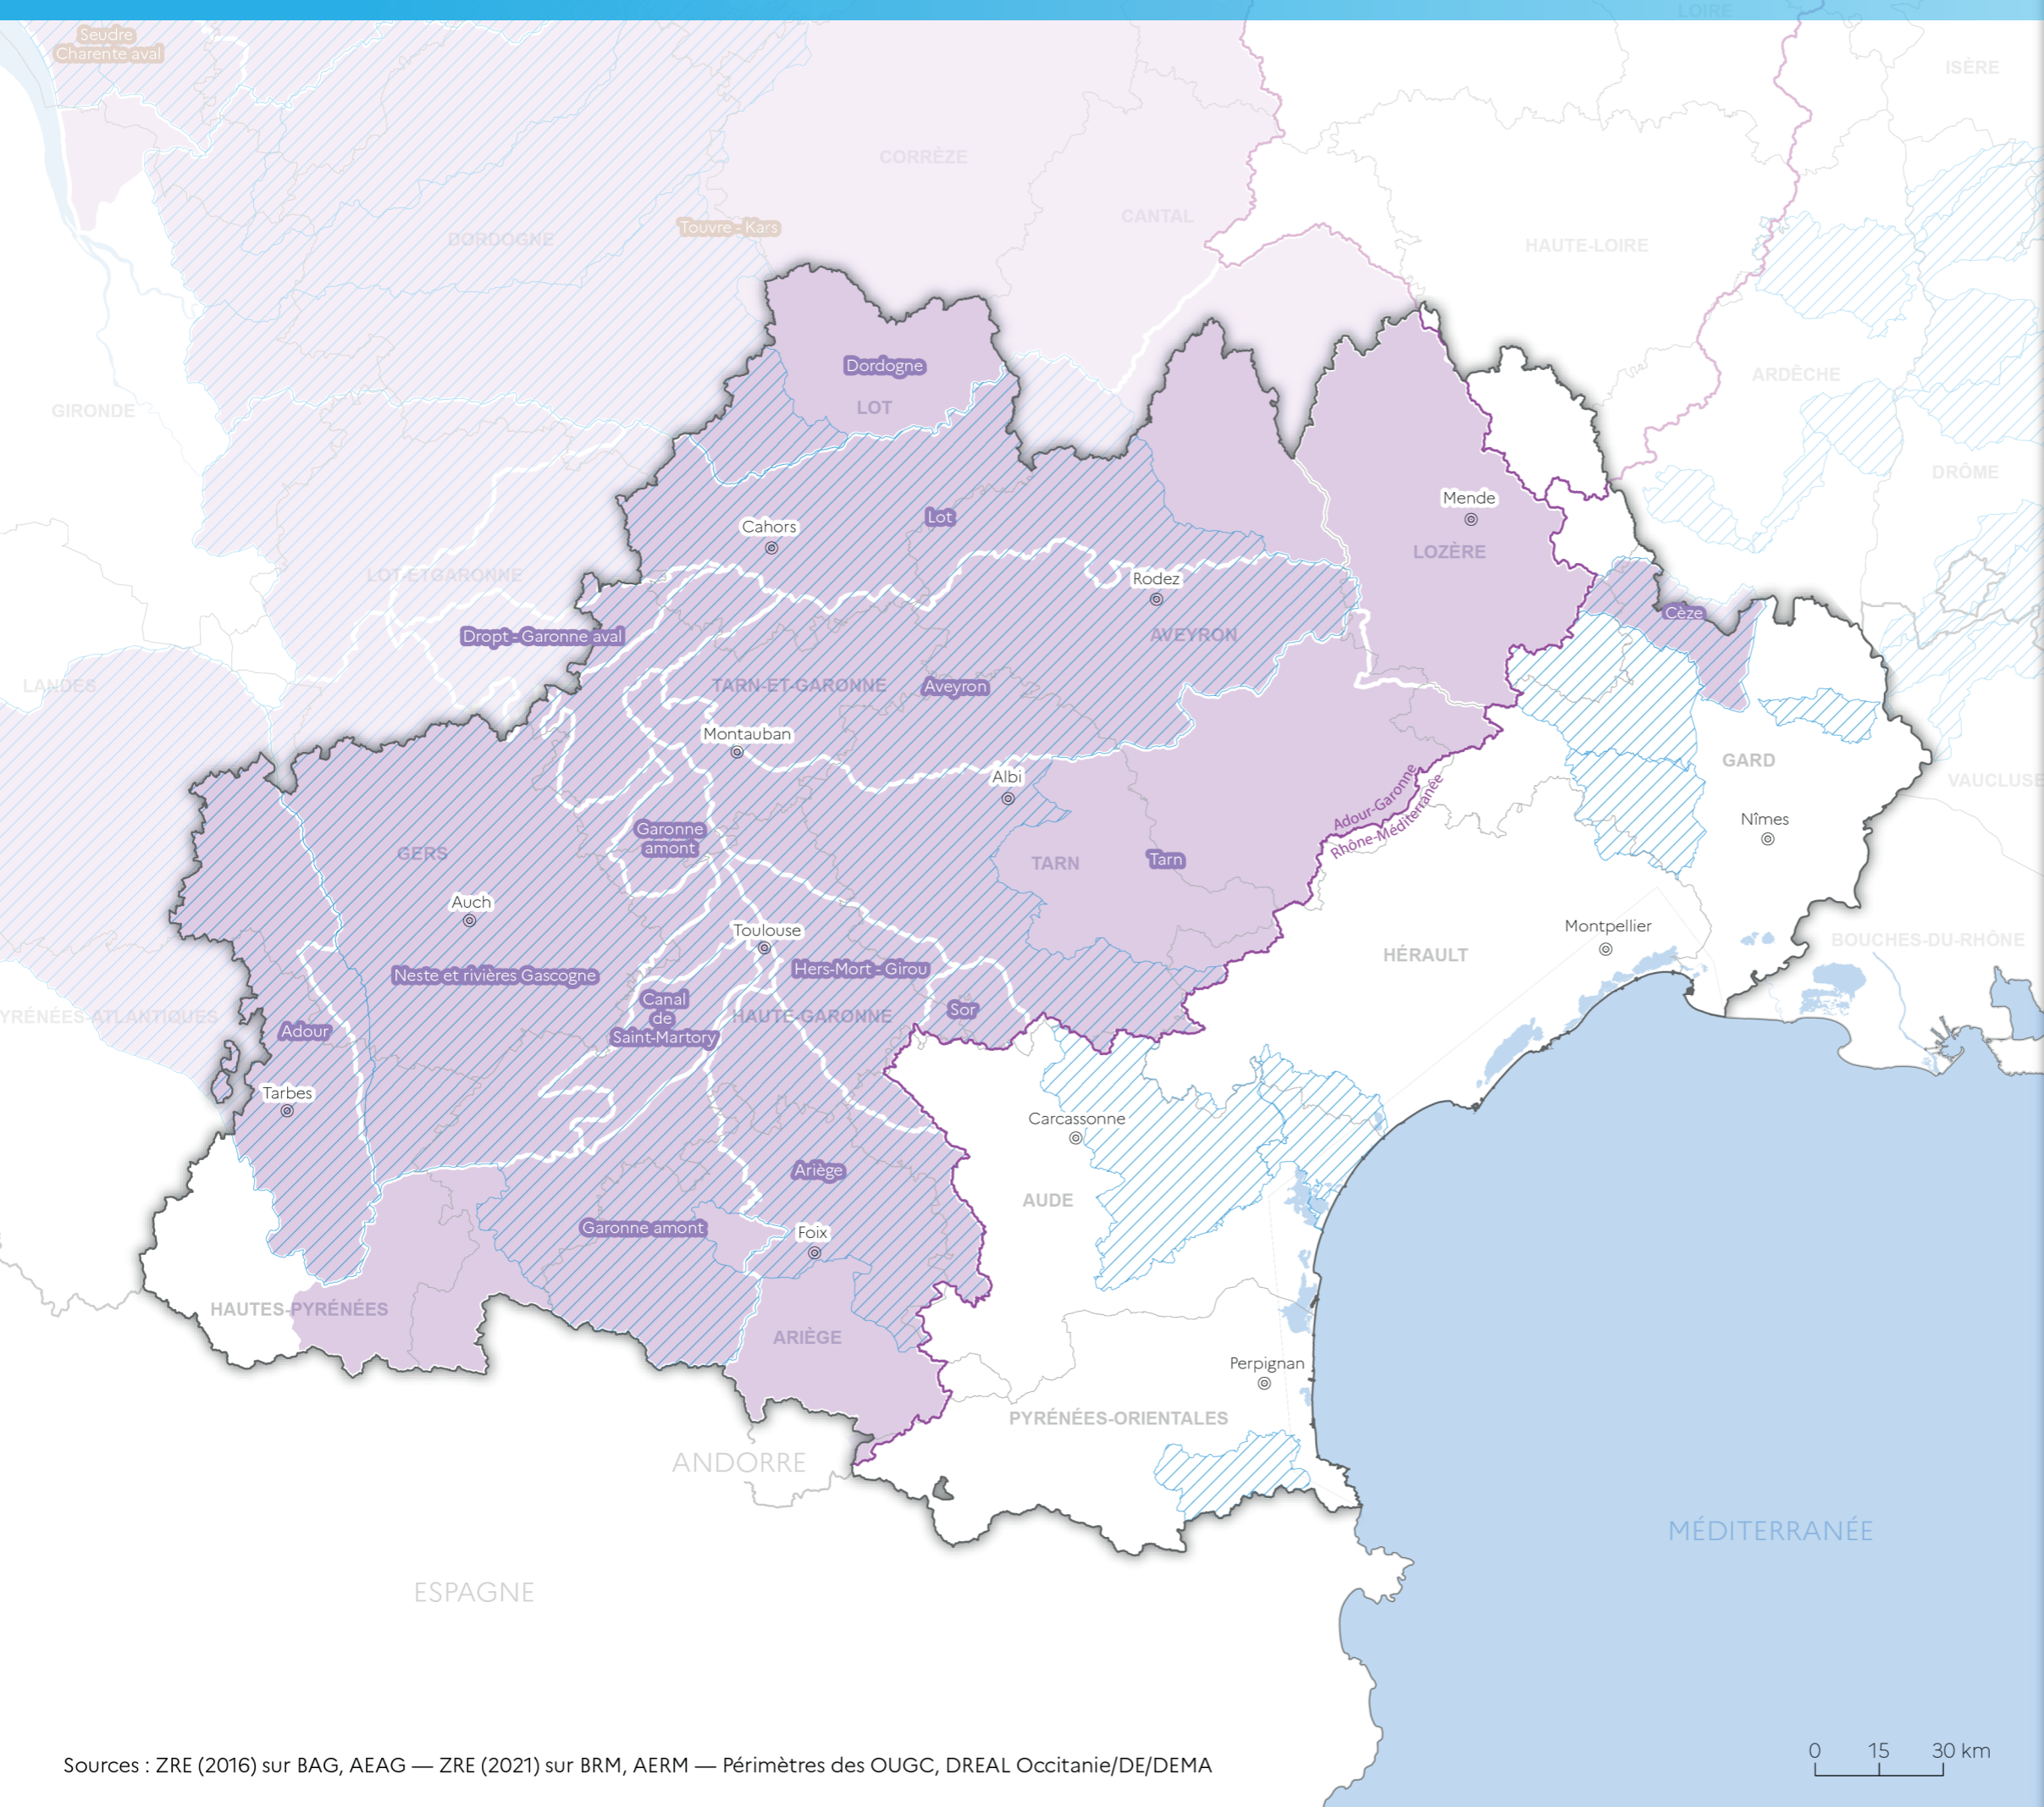 LOIRE
Seudre
Charente aval
ISÈRE
CORRÈZE
CANTAL
Touvre - Kars
DORDOGNE
HAUTE-LOIRE
Dordogne
ARDÈCHE
LOT
GIRONDE
DRÔME
Mende
Lot
Cahors
LOZÈRE
LOT-ETGARONNE
Rodez
Cèze
Dropt - Garonne aval
AVEYRON
LANDES
TARN-ET-GARONNE
Aveyron
Montauban
GARD
Albi
VAUCLUSE
Adour-Garonne
Rhône-Méditerranée
Nîmes
Garonne
amont
GERS
TARN
Tarn
Auch
Toulouse
Montpellier
BOUCHES-DU-RHÔNE
HÉRAULT
Neste et rivières Gascogne
Hers-Mort - Girou
Canal
de
Saint-Martory
Sor
YRÉNÉES-ATLANTIQUES
HAUTE-GARONNE
Adour
Tarbes
Carcassonne
Ariège
AUDE
Garonne amont
Foix
HAUTES-PYRÉNÉES
ARIÈGE
Perpignan
PYRÉNÉES-ORIENTALES
ANDORRE
MÉDITERRANÉE
ESPAGNE
0 15 30 km
Sources : ZRE (2016) sur BAG, AEAG — ZRE (2021) sur BRM, AERM — Périmètres des OUGC, DREAL Occitanie/DE/DEMA